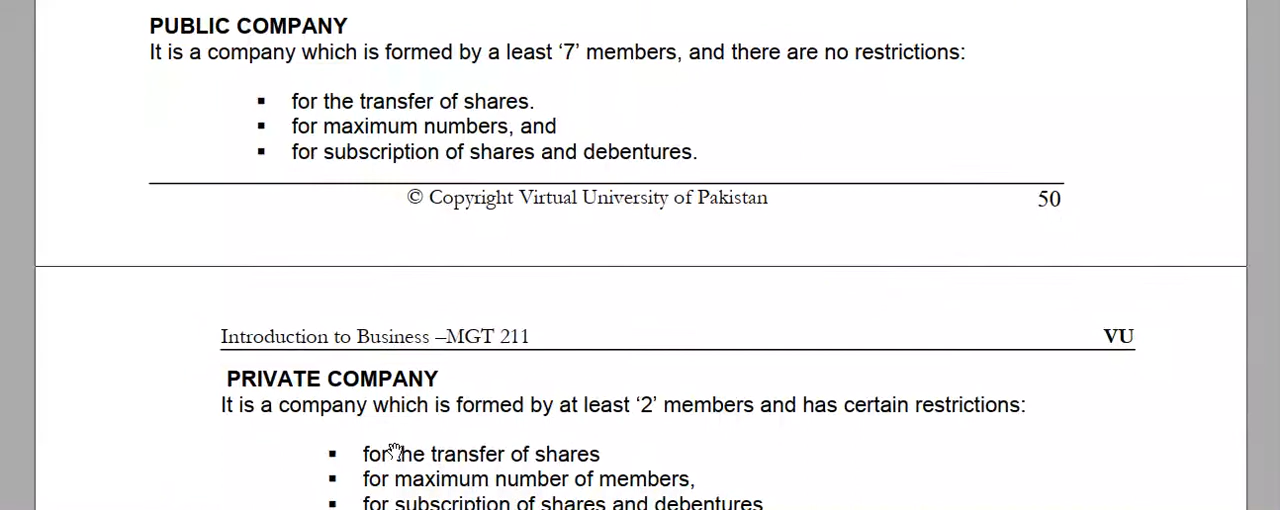 PUBLIC COMPANY
It is a company which is formed by a least ‘7’ members, and there are no restrictions:
▪ for the transfer of shares.
▪ for maximum numbers, and
▪ for subscription of shares and debentures.
© Copyright Virtual University of Pakistan 50
Introduction to Business –MGT 211 VU
PRIVATE COMPANY
It is a company which is formed by at least ‘2’ members and has certain restrictions:
▪ for the transfer of shares
▪ for maximum number of members,
▪ for subscription of shares and debentures